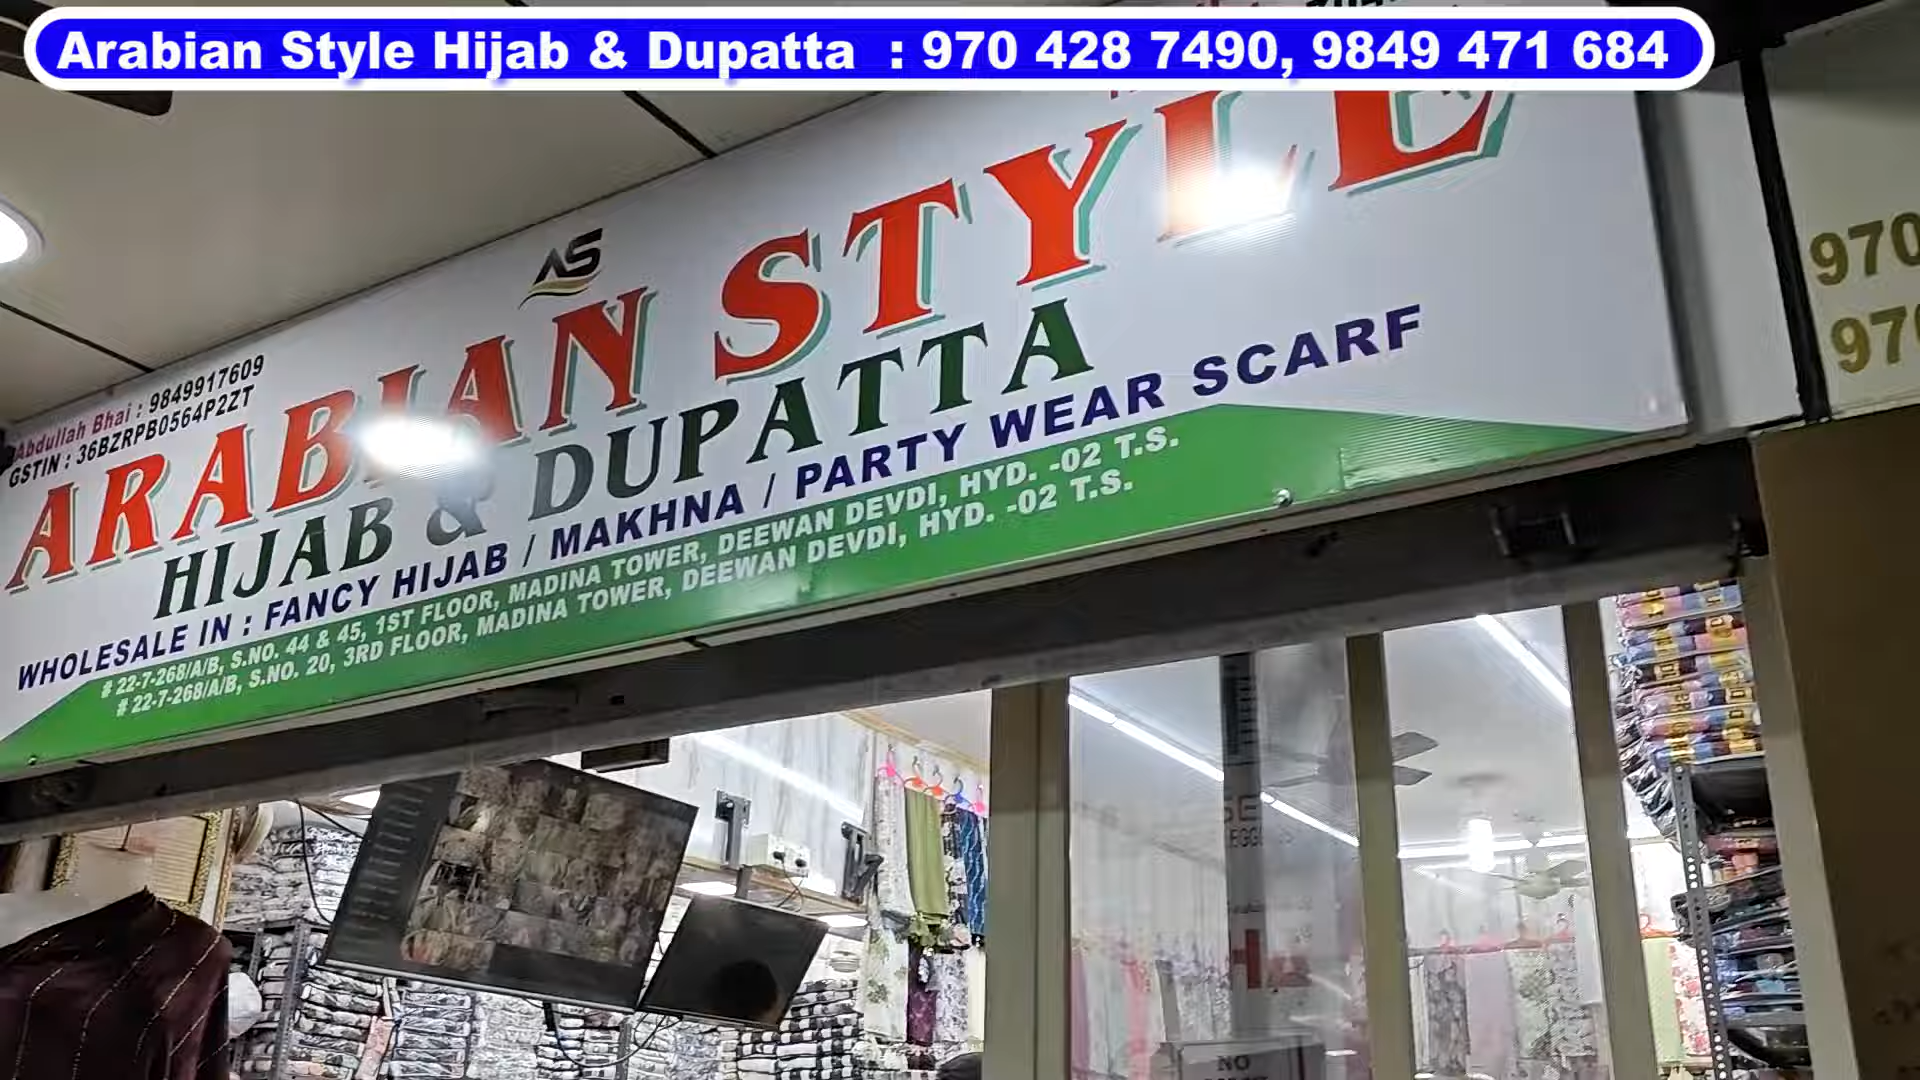 Arabian Style Hijab & Dupatta : 970 428 7490, 9849 471 684
AS
Abdullah Bhai : 9849917609
GSTIN : 36BZRPB0564P2ZT
ARABIAN STYLE
HIJAB & DUPATTA
WHOLESALE IN : FANCY HIJAB / MAKHNA / PARTY WEAR SCARF
# 22-7-268/A/B, S.NO. 44 & 45, 1ST FLOOR, MADINA TOWER, DEEWAN DEVDI, HYD. -02 T.S.
# 22-7-268/A/B, S.NO. 20, 3RD FLOOR, MADINA TOWER, DEEWAN DEVDI, HYD. -02 T.S.
970
970
NO